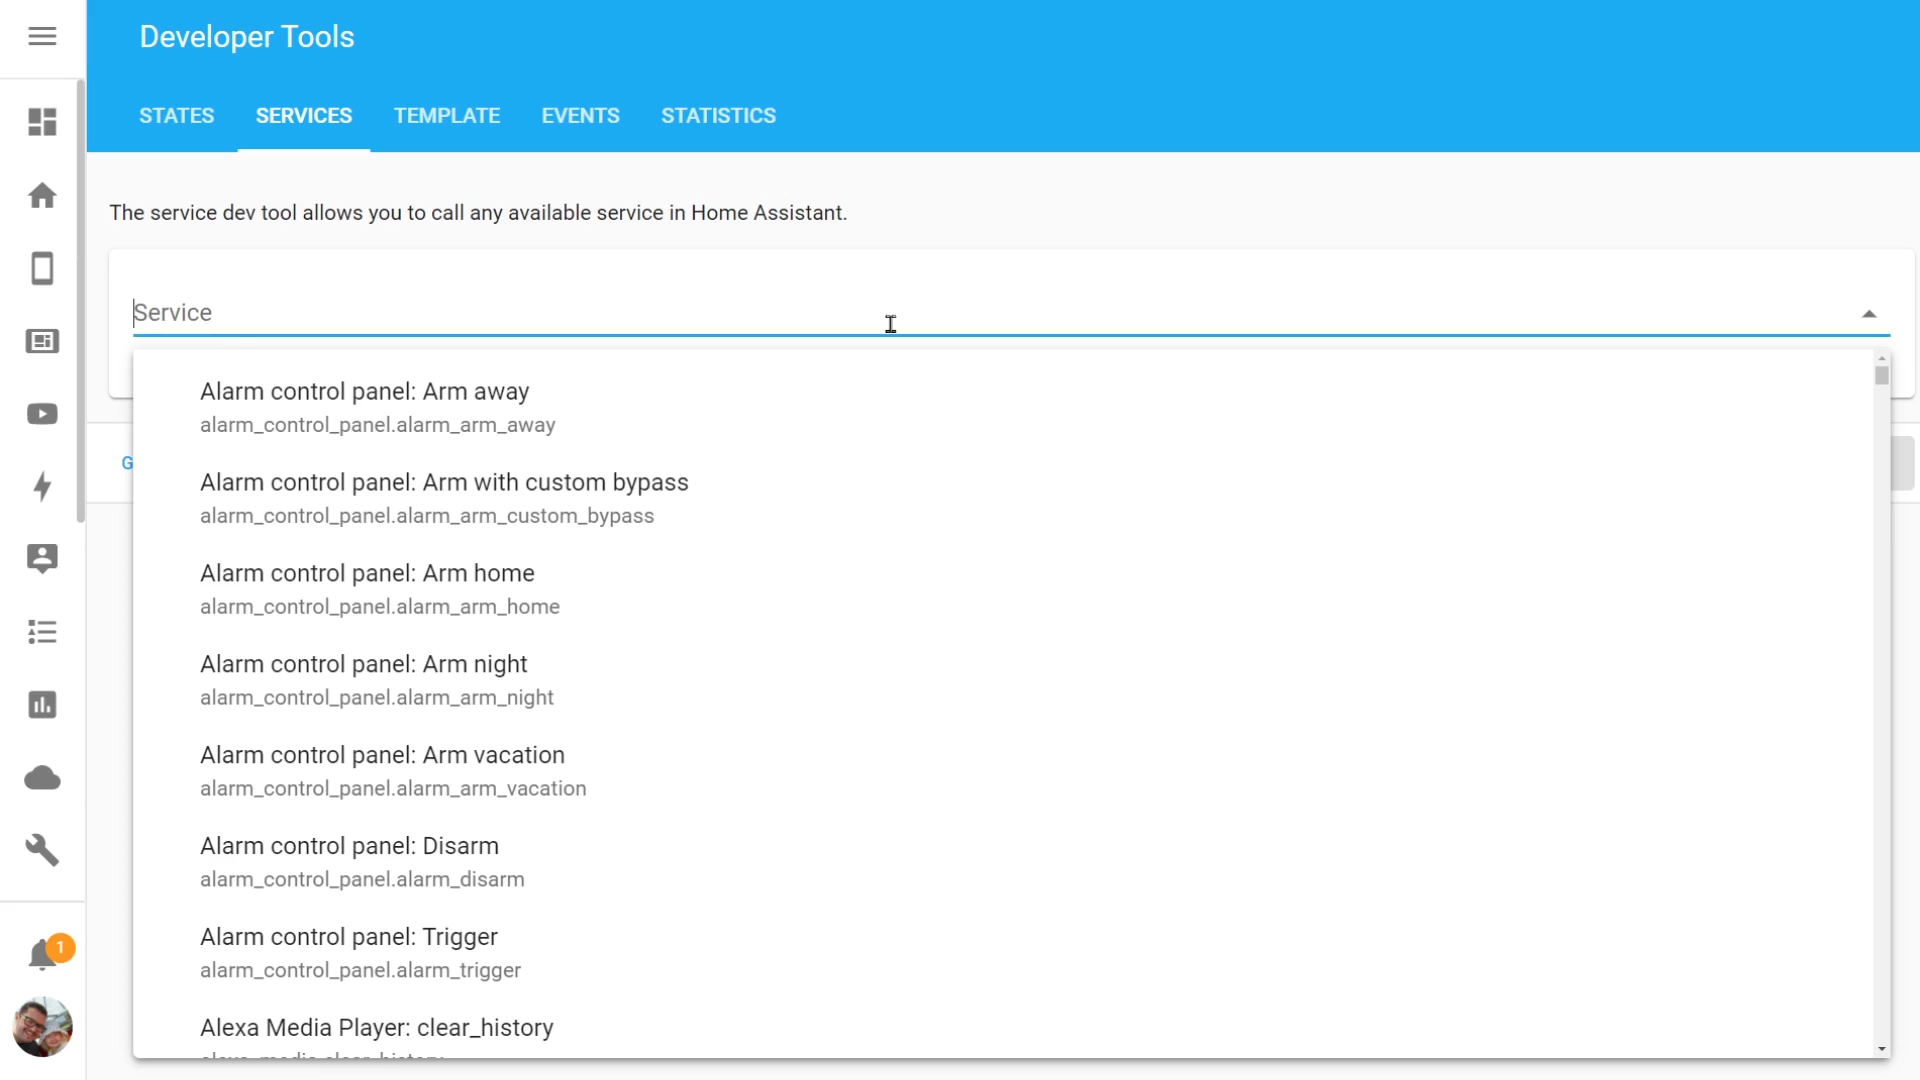 Developer Tools
STATES SERVICES TEMPLATE EVENTS STATISTICS
The service dev tool allows you to call any available service in Home Assistant.
Service
Alarm control panel: Arm away
alarm_control_panel.alarm_arm_away
G
Alarm control panel: Arm with custom bypass
alarm_control_panel.alarm_arm_custom_bypass
Alarm control panel: Arm home
alarm_control_panel.alarm_arm_home
Alarm control panel: Arm night
alarm_control_panel.alarm_arm_night
Alarm control panel: Arm vacation
alarm_control_panel.alarm_arm_vacation
Alarm control panel: Disarm
alarm_control_panel.alarm_disarm
Alarm control panel: Trigger
alarm_control_panel.alarm_trigger
1
Alexa Media Player: clear_history
alexa_media.clear_history